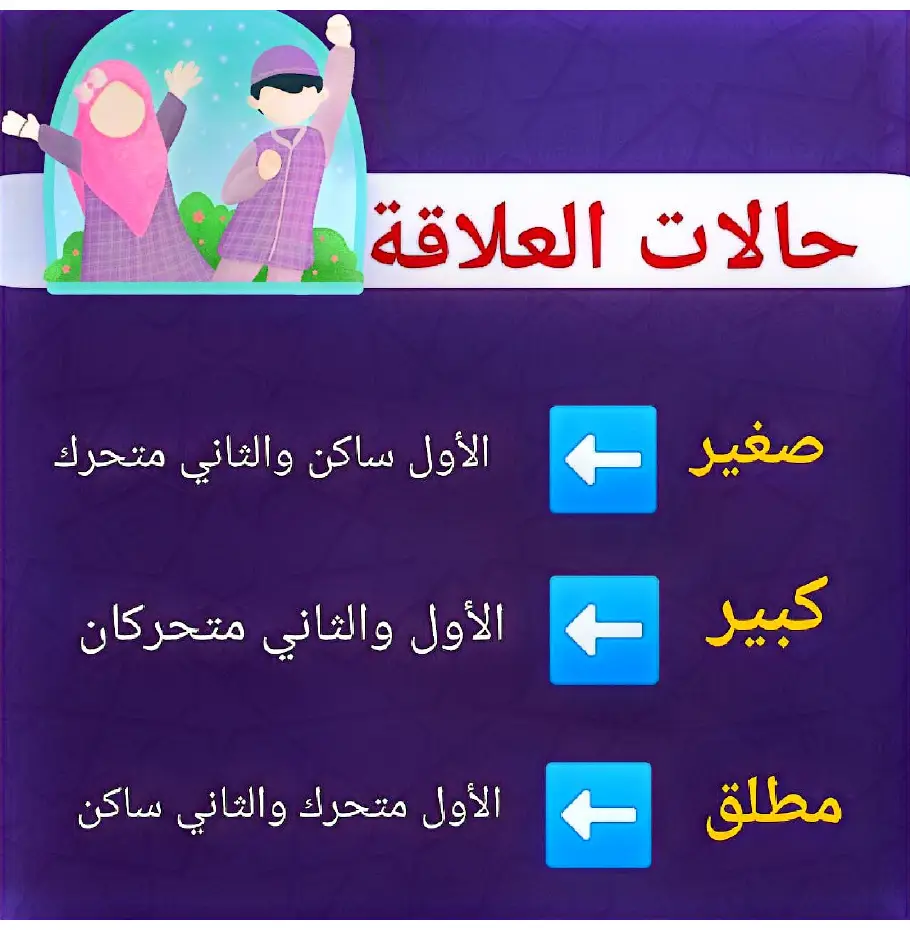 حالات العلاقة
صغير ⬅ الأول ساكن والثاني متحرك
كبير ⬅ الأول والثاني متحركان
مطلق ⬅ الأول متحرك والثاني ساكن